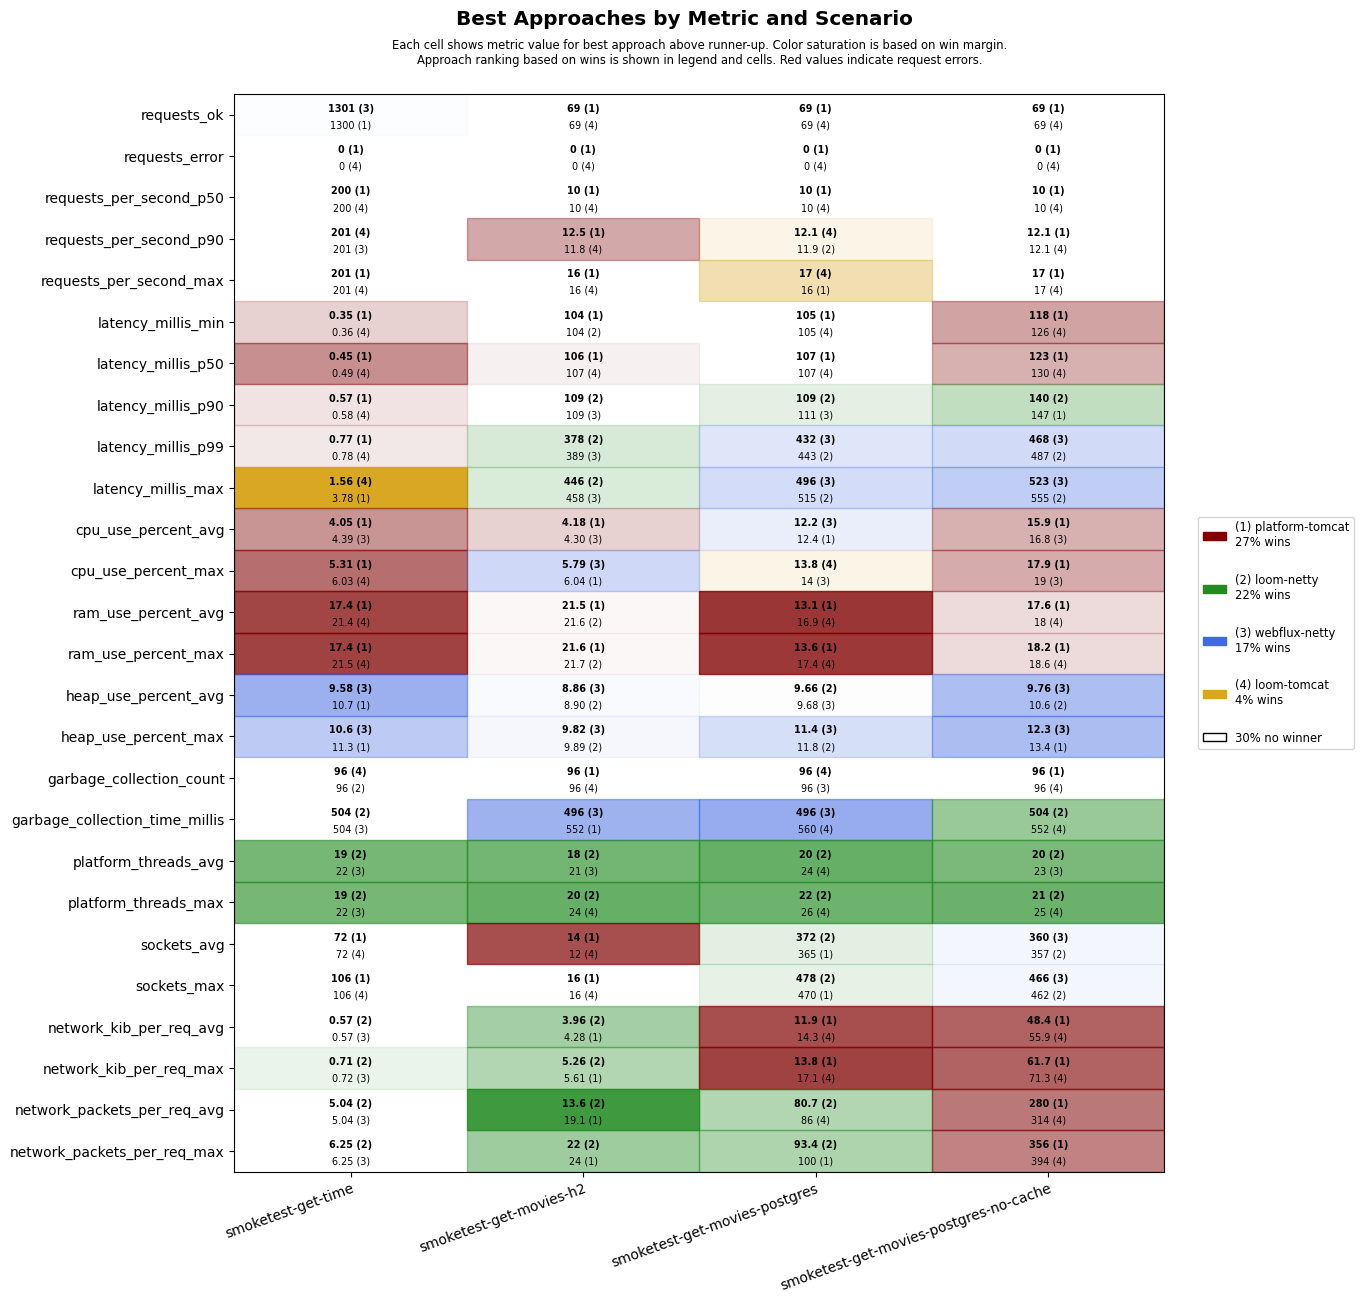 Best Approaches by Metric and Scenario
Each cell shows metric value for best approach above runner-up. Color saturation is based on win margin.
Approach ranking based on wins is shown in legend and cells. Red values indicate request errors.
requests_ok
1301 (3) 69 (1) 69 (1) 69 (1)
1300 (1) 69 (4) 69 (4) 69 (4)
requests_error
0 (1) 0 (1) 0 (1) 0 (1)
0 (4) 0 (4) 0 (4) 0 (4)
requests_per_second_p50
200 (1) 10 (1) 10 (1) 10 (1)
200 (4) 10 (4) 10 (4) 10 (4)
requests_per_second_p90
201 (4) 12.5 (1) 12.1 (4) 12.1 (1)
201 (3) 11.8 (4) 11.9 (2) 12.1 (4)
requests_per_second_max
201 (1) 16 (1) 17 (4) 17 (1)
201 (4) 16 (4) 16 (1) 17 (4)
latency_millis_min
0.35 (1) 104 (1) 105 (1) 118 (1)
0.36 (4) 104 (2) 105 (4) 126 (4)
latency_millis_p50
0.45 (1) 106 (1) 107 (1) 123 (1)
0.49 (4) 107 (4) 107 (4) 130 (4)
latency_millis_p90
0.57 (1) 109 (2) 109 (2) 140 (2)
0.58 (4) 109 (3) 111 (3) 147 (1)
latency_millis_p99
0.77 (1) 378 (2) 432 (3) 468 (3)
0.78 (4) 389 (3) 443 (2) 487 (2)
latency_millis_max
1.56 (4) 446 (2) 496 (3) 523 (3)
3.78 (1) 458 (3) 515 (2) 555 (2)
cpu_use_percent_avg
4.05 (1) 4.18 (1) 12.2 (3) 15.9 (1)
4.39 (3) 4.30 (3) 12.4 (1) 16.8 (3)
cpu_use_percent_max
5.31 (1) 5.79 (3) 13.8 (4) 17.9 (1)
6.03 (4) 6.04 (1) 14 (3) 19 (3)
ram_use_percent_avg
17.4 (1) 21.5 (1) 13.1 (1) 17.6 (1)
21.4 (4) 21.6 (2) 16.9 (4) 18 (4)
ram_use_percent_max
17.4 (1) 21.6 (1) 13.6 (1) 18.2 (1)
21.5 (4) 21.7 (2) 17.4 (4) 18.6 (4)
heap_use_percent_avg
9.58 (3) 8.86 (3) 9.66 (2) 9.76 (3)
10.7 (1) 8.90 (2) 9.68 (3) 10.6 (2)
heap_use_percent_max
10.6 (3) 9.82 (3) 11.4 (3) 12.3 (3)
11.3 (1) 9.89 (2) 11.8 (2) 13.4 (1)
garbage_collection_count
96 (4) 96 (1) 96 (4) 96 (1)
96 (2) 96 (4) 96 (3) 96 (4)
garbage_collection_time_millis
504 (2) 496 (3) 496 (3) 504 (2)
504 (3) 552 (1) 560 (4) 552 (4)
platform_threads_avg
19 (2) 18 (2) 20 (2) 20 (2)
22 (3) 21 (3) 24 (4) 23 (3)
platform_threads_max
19 (2) 20 (2) 22 (2) 21 (2)
22 (3) 24 (4) 26 (4) 25 (4)
sockets_avg
72 (1) 14 (1) 372 (2) 360 (3)
72 (4) 12 (4) 365 (1) 357 (2)
sockets_max
106 (1) 16 (1) 478 (2) 466 (3)
106 (4) 16 (4) 470 (1) 462 (2)
network_kib_per_req_avg
0.57 (2) 3.96 (2) 11.9 (1) 48.4 (1)
0.57 (3) 4.28 (1) 14.3 (4) 55.9 (4)
network_kib_per_req_max
0.71 (2) 5.26 (2) 13.8 (1) 61.7 (1)
0.72 (3) 5.61 (1) 17.1 (4) 71.3 (4)
network_packets_per_req_avg
5.04 (2) 13.6 (2) 80.7 (2) 280 (1)
5.04 (3) 19.1 (1) 86 (4) 314 (4)
network_packets_per_req_max
6.25 (2) 22 (2) 93.4 (2) 356 (1)
6.25 (3) 24 (1) 100 (1) 394 (4)
smoketest-get-time
smoketest-get-movies-h2
smoketest-get-movies-postgres
smoketest-get-movies-postgres-no-cache
(1) platform-tomcat
27% wins
(2) loom-netty
22% wins
(3) webflux-netty
17% wins
(4) loom-tomcat
4% wins
30% no winner